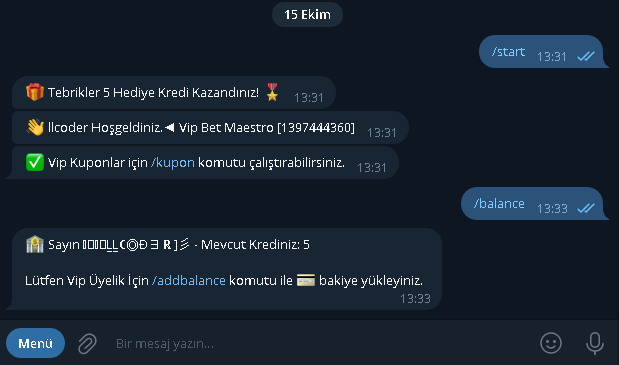 15 Ekim
/start 13:31
🎁 Tebrikler 5 Hediye Kredi Kazandınız! 🎖 13:31
👋 llcoder Hoşgeldiniz.◄ Vip Bet Maestro [1397444360] 13:31
✅ Vip Kuponlar için /kupon komutu çalıştırabilirsiniz. 13:31
/balance 13:33
🏦 Sayın - Mevcut Krediniz: 5
Lütfen Vip Üyelik İçin /addbalance komutu ile 💳 bakiye yükleyiniz.
13:33
Menü Bir mesaj yazın...